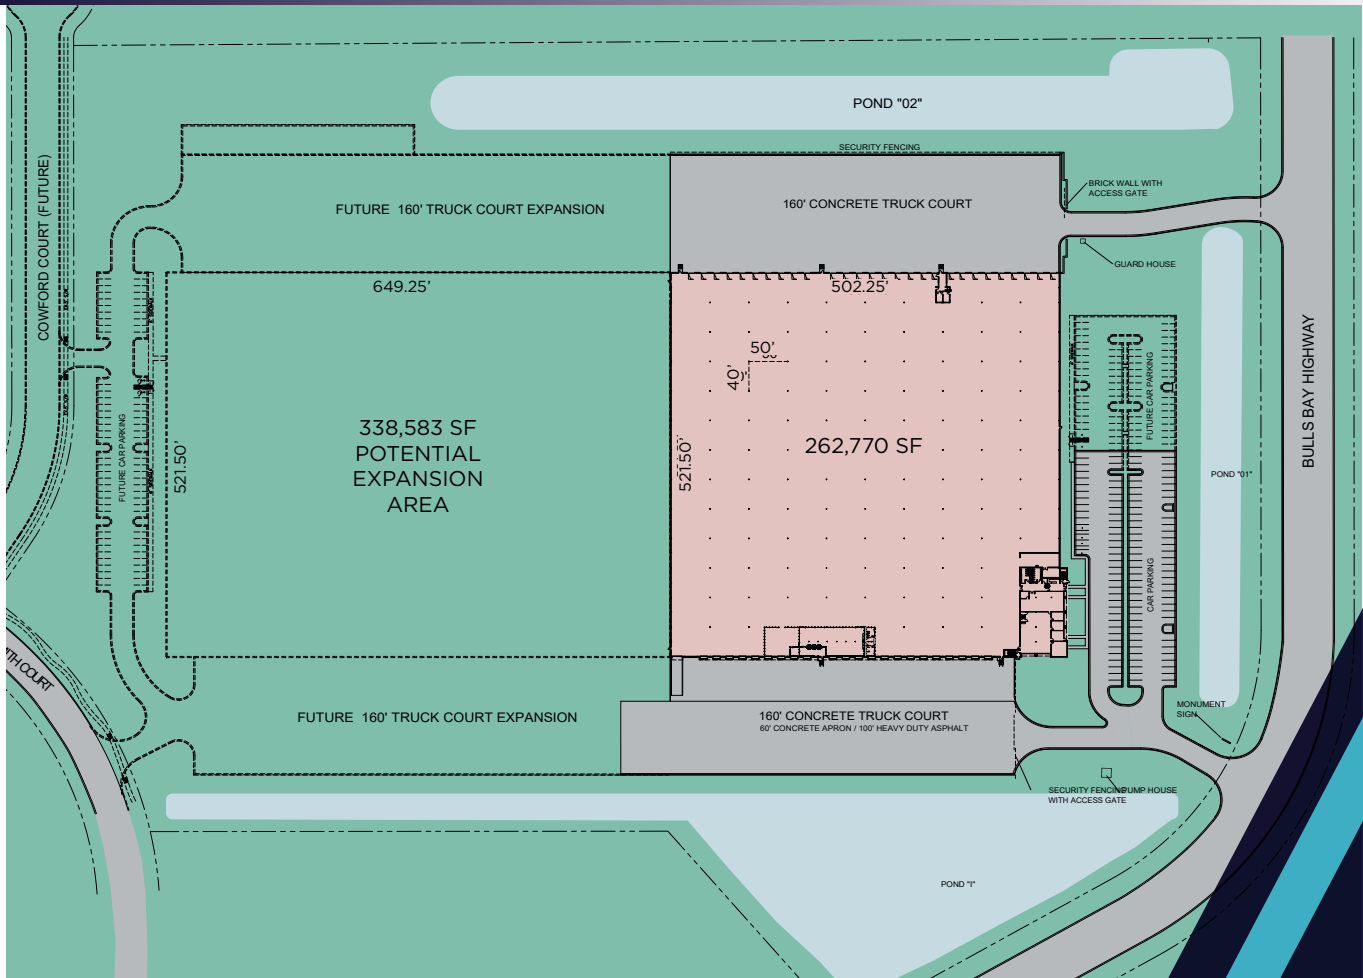 POND "02"
SECURITY FENCING
COWFORD COURT (FUTURE)
BRICK WALL WITH
ACCESS GATE
FUTURE 160' TRUCK COURT EXPANSION
160' CONCRETE TRUCK COURT
GUARD HOUSE
649.25'
502.25'
50'
40'
BULLS BAY HIGHWAY
FUTURE CAR PARKING
FUTURE CAR PARKING
338,583 SF
POTENTIAL
EXPANSION
AREA
262,770 SF
521.50'
521.50'
POND "01"
CAR PARKING
ITH COURT
FUTURE 160' TRUCK COURT EXPANSION
160' CONCRETE TRUCK COURT
60' CONCRETE APRON / 100' HEAVY DUTY ASPHALT
MONUMENT
SIGN
SECURITY FENCING
WITH ACCESS GATE
PUMP HOUSE
POND "I"